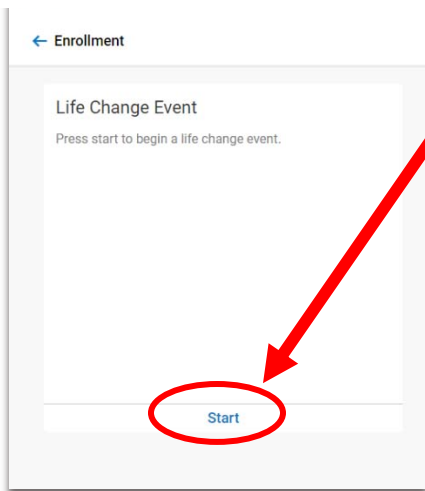 Enrollment
Life Change Event
Press start to begin a life change event.
Start